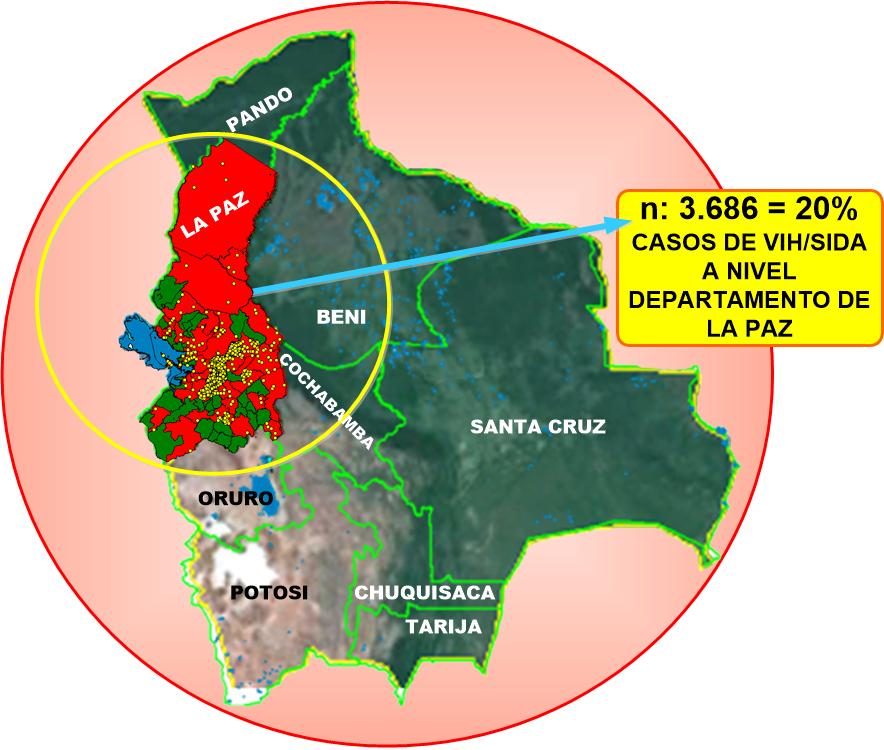 PANDO
LA PAZ
n: 3.686 = 20%
CASOS DE VIH/SIDA
A NIVEL
DEPARTAMENTO DE
LA PAZ
BENI
COCHABAMBA
SANTA CRUZ
ORURO
POTOSI
CHUQUISACA
TARIJA